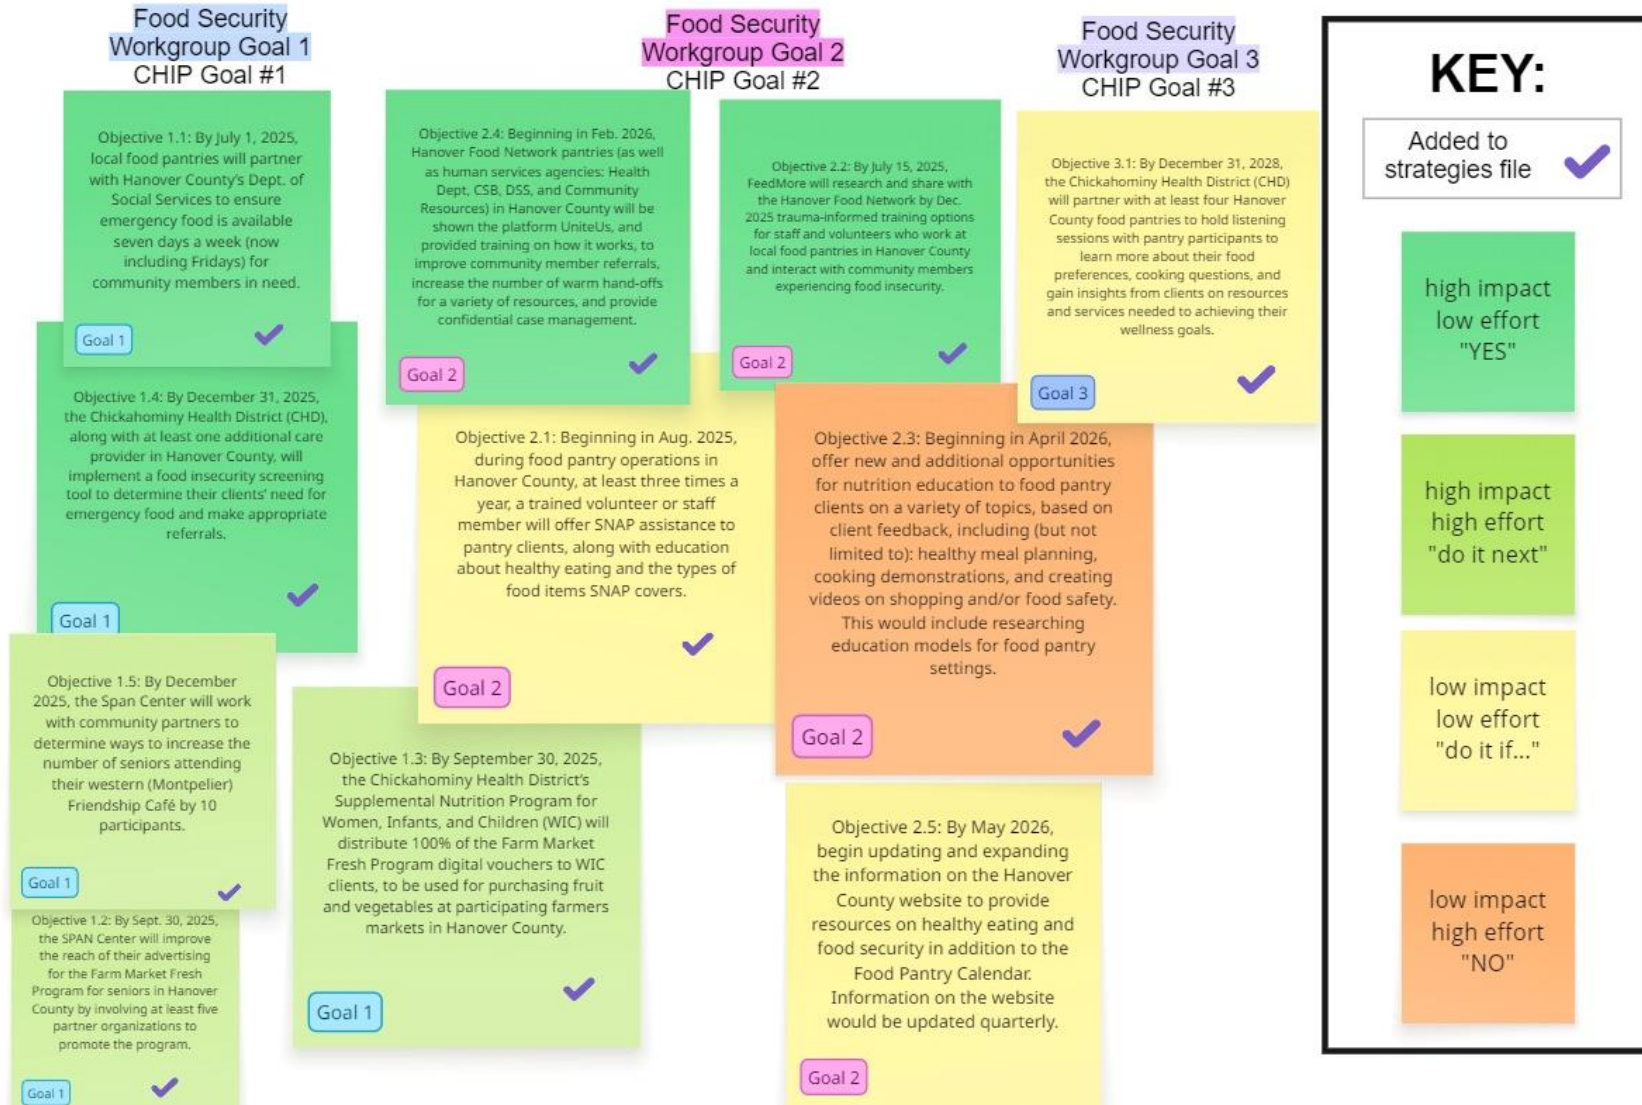 Food Security
Workgroup Goal 1
CHIP Goal #1
Objective 1.1: By July 1, 2025,
local food pantries will partner
with Hanover County's Dept. of
Social Services to ensure
emergency food is available
seven days a week (now
including Fridays) for
community members in need.
Goal 1
Objective 1.4: By December 31, 2025,
the Chickahominy Health District (CHD),
along with at least one additional care
provider in Hanover County, will
implement a food insecurity screening
tool to determine their clients' need for
emergency food and make appropriate
referrals.
Goal 1
Objective 1.5: By December
2025, the Span Center will work
with community partners to
determine ways to increase the
number of seniors attending
their western (Montpelier)
Friendship Café by 10
participants.
Goal 1
Objective 1.2: By Sept. 30, 2025,
the SPAN Center will improve
the reach of their advertising
for the Farm Market Fresh
Program for seniors in Hanover
County by involving at least five
partner organizations to
promote the program.
Goal 1
Objective 1.3: By September 30, 2025,
the Chickahominy Health District's
Supplemental Nutrition Program for
Women, Infants, and Children (WIC) will
distribute 100% of the Farm Market
Fresh Program digital vouchers to WIC
clients, to be used for purchasing fruit
and vegetables at participating farmers
markets in Hanover County.
Goal 1
Food Security
Workgroup Goal 2
CHIP Goal #2
Objective 2.4: Beginning in Feb. 2026,
Hanover Food Network pantries (as well
as human services agencies: Health
Dept, CSB, DSS, and Community
Resources) in Hanover County will be
shown the platform UniteUs, and
provided training on how it works, to
improve community member referrals,
increase the number of warm hand-offs
for a variety of resources, and provide
confidential case management.
Goal 2
Objective 2.2: By July 15, 2025,
FeedMore will research and share with
the Hanover Food Network by Dec.
2025 trauma-informed training options
for staff and volunteers who work at
local food pantries in Hanover County
and interact with community members
experiencing food insecurity.
Goal 2
Objective 2.1: Beginning in Aug. 2025,
during food pantry operations in
Hanover County, at least three times a
year, a trained volunteer or staff
member will offer SNAP assistance to
pantry clients, along with education
about healthy eating and the types of
food items SNAP covers.
Goal 2
Objective 2.3: Beginning in April 2026,
offer new and additional opportunities
for nutrition education to food pantry
clients on a variety of topics, based on
client feedback, including (but not
limited to): healthy meal planning,
cooking demonstrations, and creating
videos on shopping and/or food safety.
This would include researching
education models for food pantry
settings.
Goal 2
Objective 2.5: By May 2026,
begin updating and expanding
the information on the Hanover
County website to provide
resources on healthy eating and
food security in addition to the
Food Pantry Calendar.
Information on the website
would be updated quarterly.
Goal 2
Food Security
Workgroup Goal 3
CHIP Goal #3
Objective 3.1: By December 31, 2028,
the Chickahominy Health District (CHD)
will partner with at least four Hanover
County food pantries to hold listening
sessions with pantry participants to
learn more about their food
preferences, cooking questions, and
gain insights from clients on resources
and services needed to achieving their
wellness goals.
Goal 3
KEY:
Added to
strategies file
high impact
low effort
"YES"
high impact
high effort
"do it next"
low impact
low effort
"do it if..."
low impact
high effort
"NO"